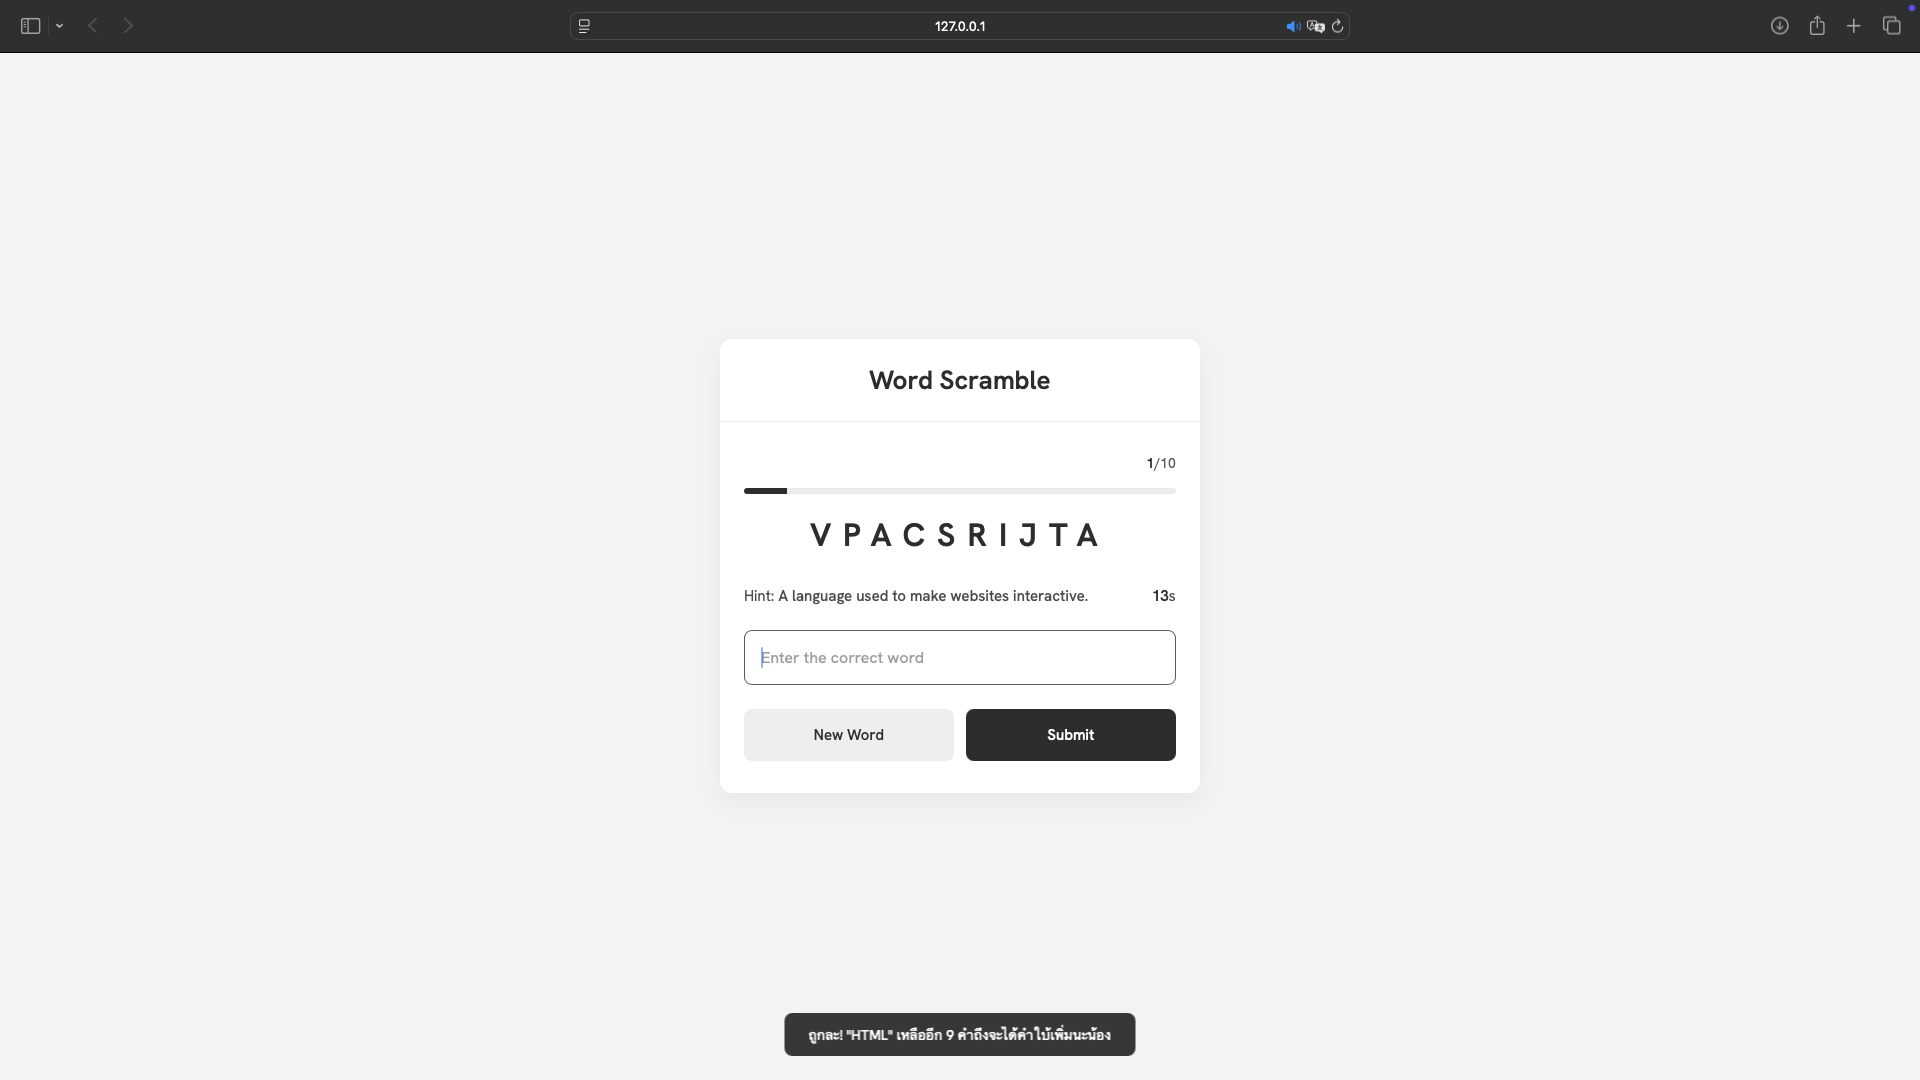 127.0.0.1
Word Scramble
1/10
V P A C S R I J T A
Hint: A language used to make websites interactive. 13s
Enter the correct word
New Word Submit
ถูกละ! "HTML" เหลืออีก 9 คำถึงจะได้คำใบ้เพิ่มนะน้อง